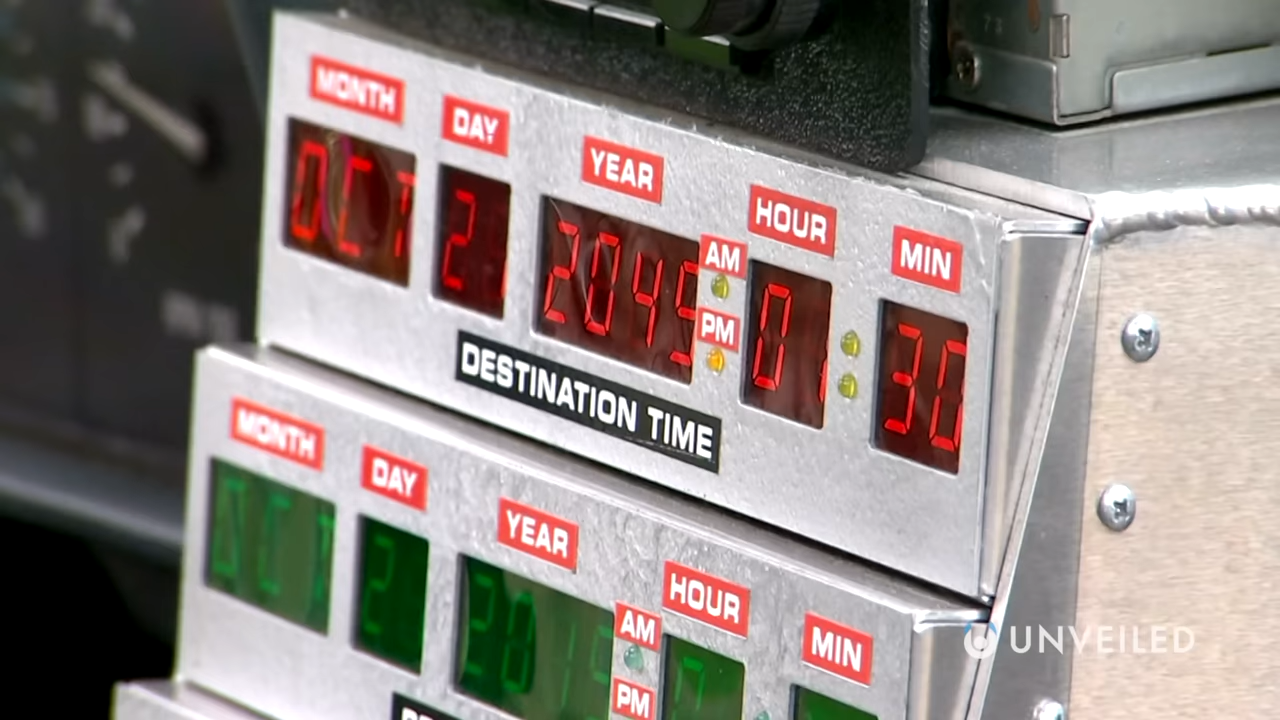 MONTH DAY YEAR HOUR MIN
AM
PM
OCT 2 2045 01 30
DESTINATION TIME
MONTH DAY YEAR HOUR MIN
AM
PM
OCT 2
UNVEILED